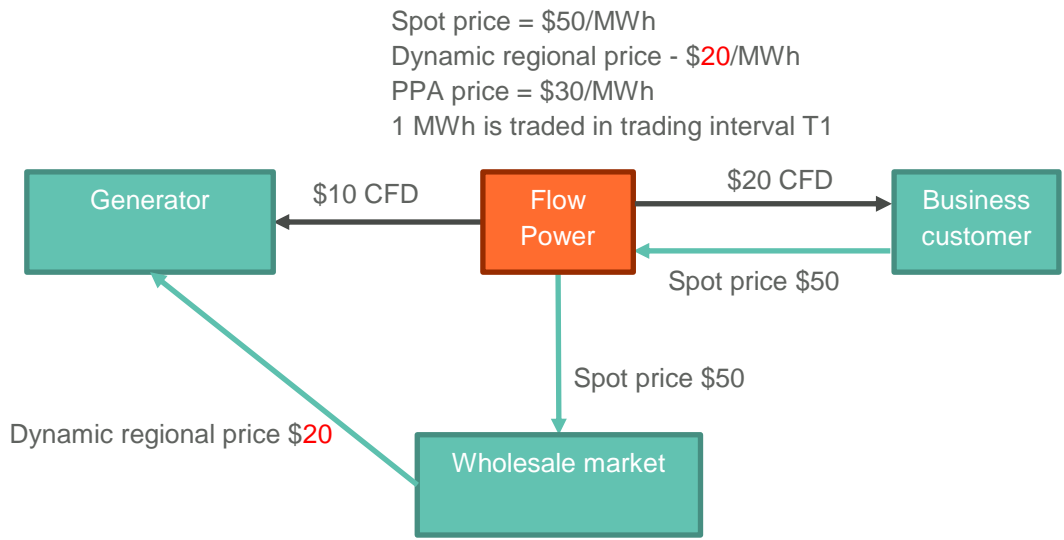 Spot price = $50/MWh
Dynamic regional price - $20/MWh
PPA price = $30/MWh
1 MWh is traded in trading interval T1
Generator
$10 CFD
Flow
Power
$20 CFD
Business
customer
Spot price $50
Spot price $50
Dynamic regional price $20
Wholesale market